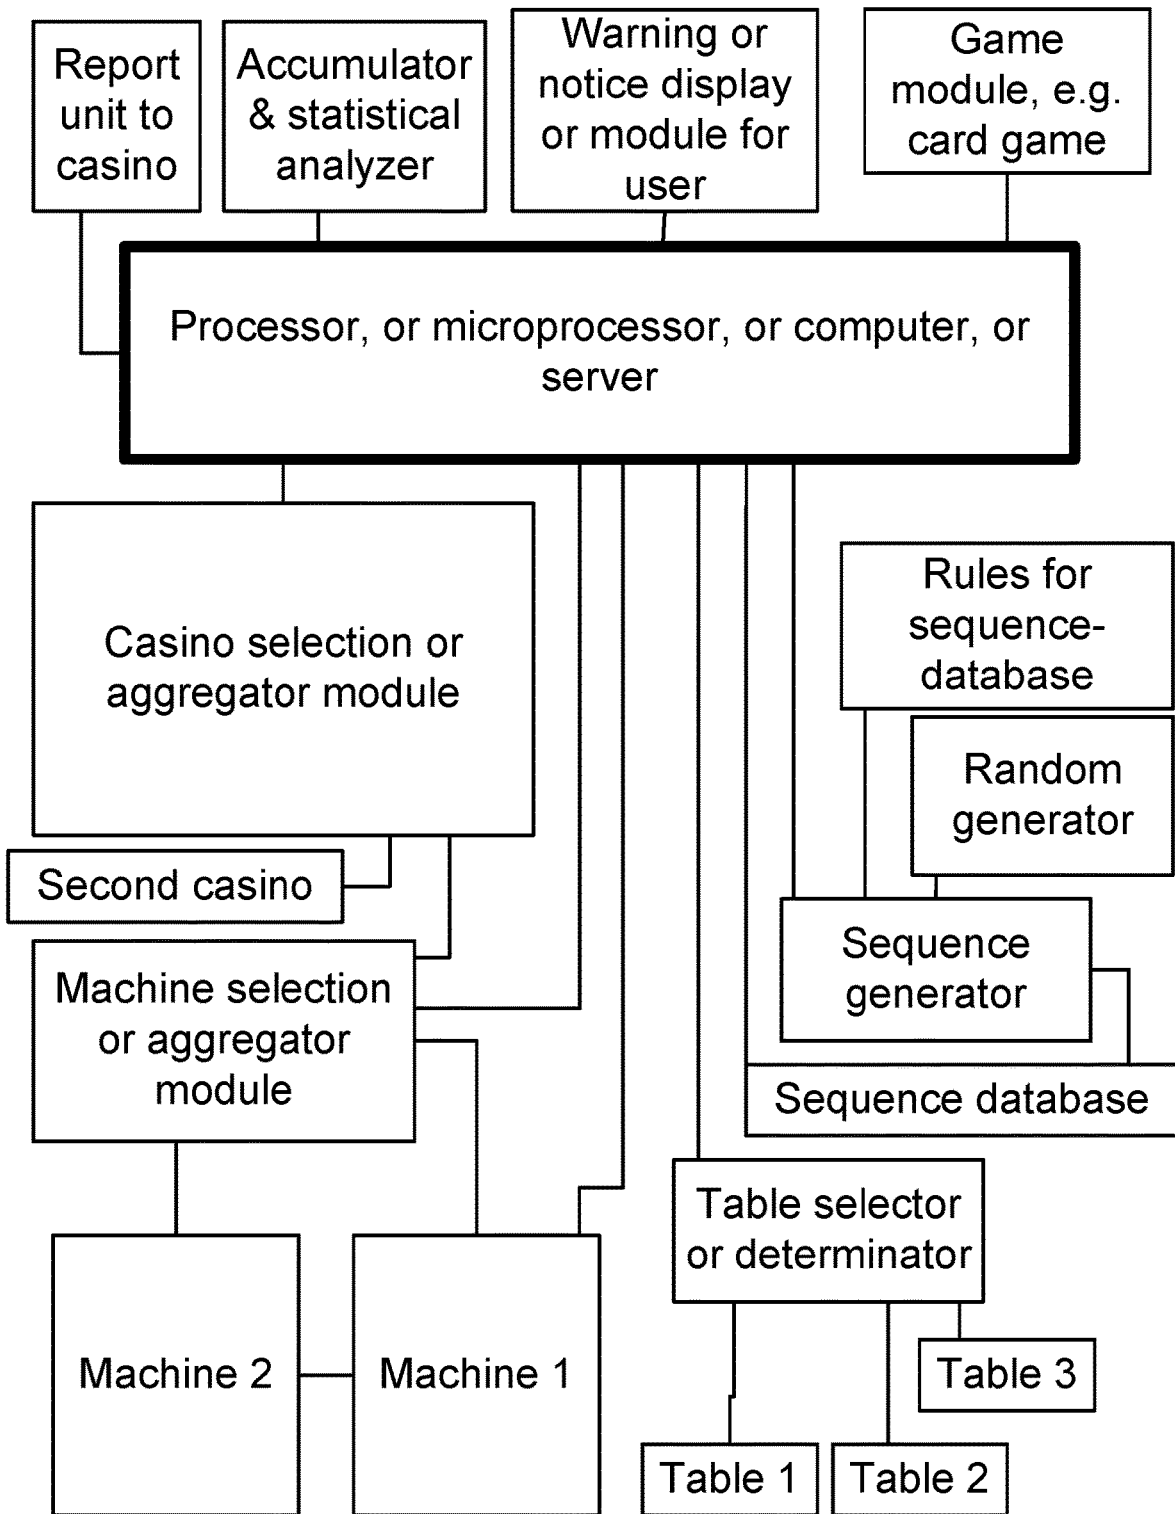 Report
unit to
casino
Accumulator
& statistical
analyzer
Warning or
notice display
or module for
user
Game
module, e.g.
card game
Processor, or microprocessor, or computer, or
server
Casino selection or
aggregator module
Rules for
sequence-
database
Random
generator
Second casino
Sequence
generator
Machine selection
or aggregator
module
Sequence database
Table selector
or determinator
Machine 2
Machine 1
Table 3
Table 1
Table 2